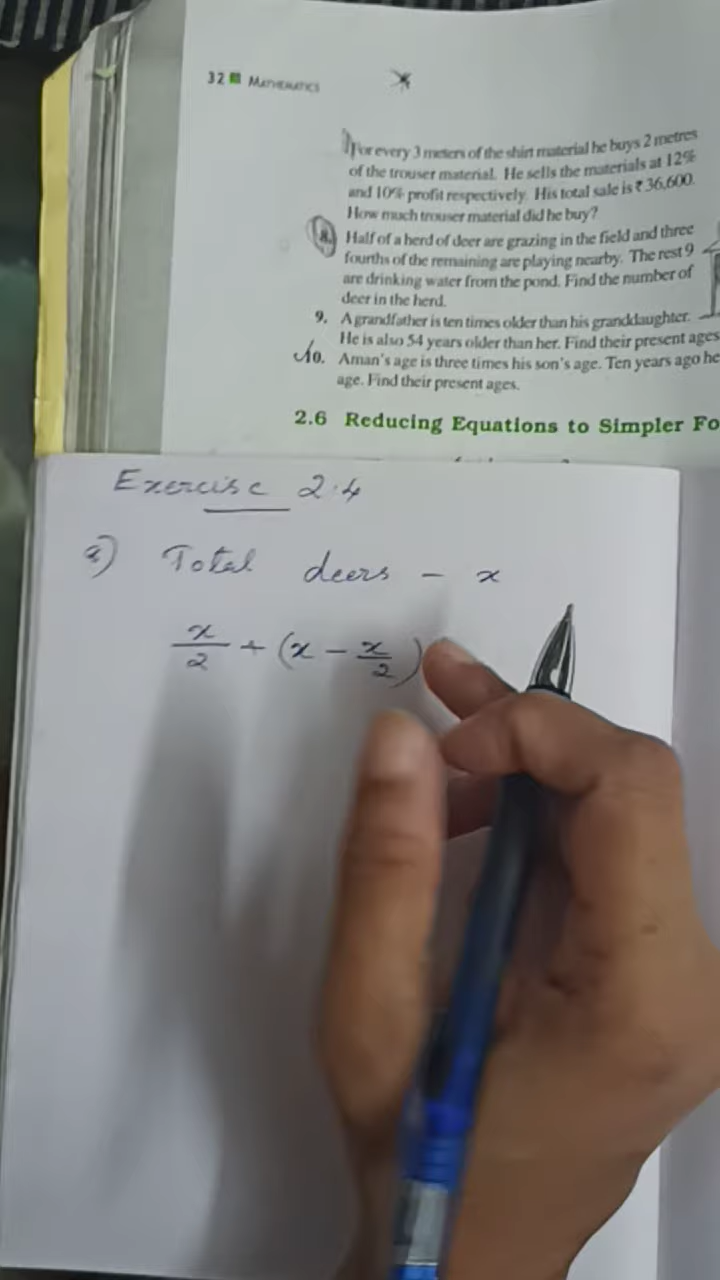 32 MATHEMATICS
For every 3 meters of the shirt material he buys 2 metres
of the trouser material. He sells the materials at 12%
and 10% profit respectively. His total sale is ₹ 36,600.
How much trouser material did he buy?
8. Half of a herd of deer are grazing in the field and three
fourths of the remaining are playing nearby. The rest 9
are drinking water from the pond. Find the number of
deer in the herd.
9. A grandfather is ten times older than his granddaughter.
He is also 54 years older than her. Find their present ages
10. Aman's age is three times his son's age. Ten years ago he
age. Find their present ages.
2.6 Reducing Equations to Simpler Fo
Exercise 2.4
8) Total deers - x
x/2 + (x - x/2)